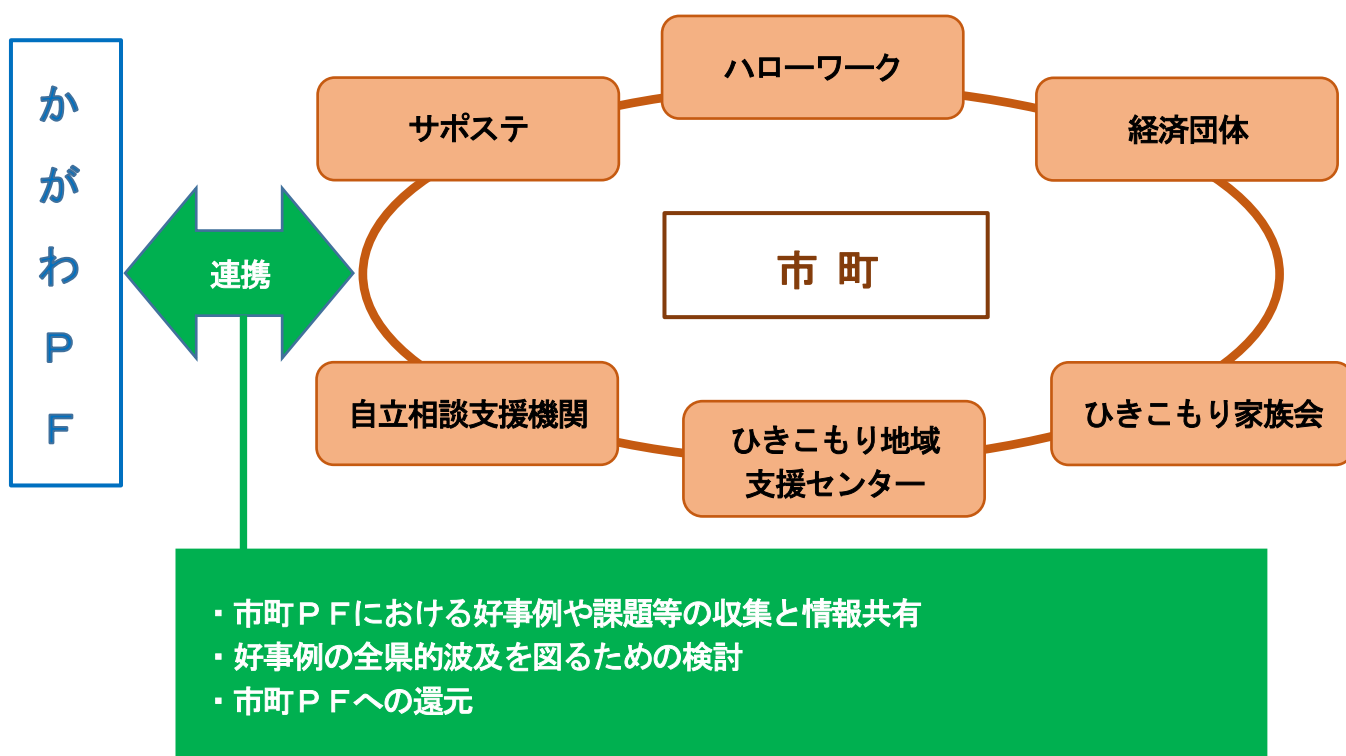 かがわＰＦ
ハローワーク
サポステ
経済団体
連携
市 町
自立相談支援機関
ひきこもり地域
支援センター
ひきこもり家族会
・市町ＰＦにおける好事例や課題等の収集と情報共有
・好事例の全県的波及を図るための検討
・市町ＰＦへの還元